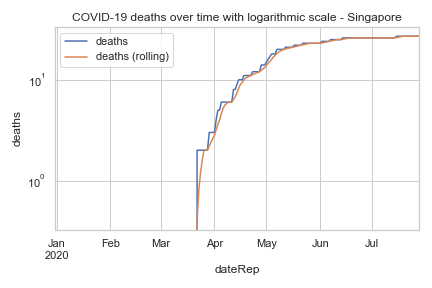 COVID-19 deaths over time with logarithmic scale - Singapore
deaths
deaths (rolling)
10¹
10⁰
deaths
Jan Feb Mar Apr May Jun Jul
2020
dateRep